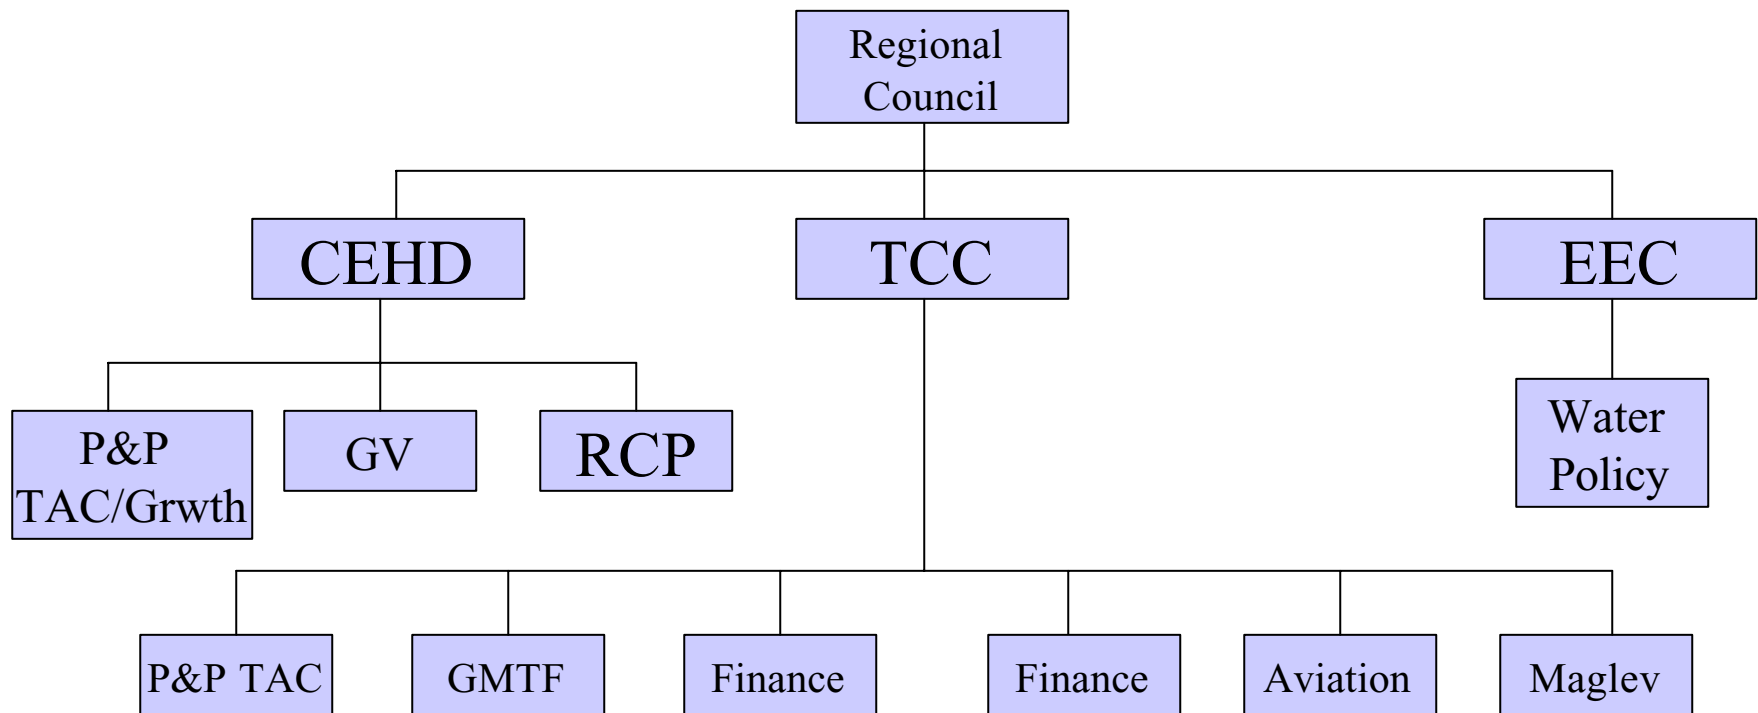 Regional
Council
CEHD
TCC
EEC
P&P
TAC/Grwth
GV
RCP
Water
Policy
P&P TAC
GMTF
Finance
Finance
Aviation
Maglev